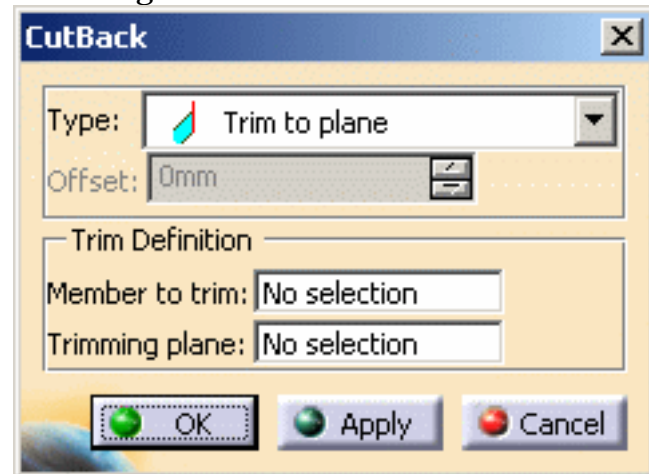 CutBack
Type: Trim to plane
Offset: 0mm
Trim Definition
Member to trim: No selection
Trimming plane: No selection
OK Apply Cancel